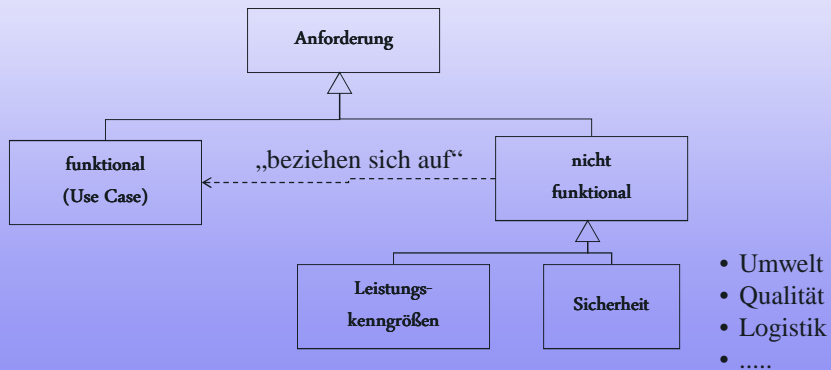 Anforderung
funktional
(Use Case)
„beziehen sich auf“
nicht
funktional
Leistungs-
kenngrößen
Sicherheit
• Umwelt
• Qualität
• Logistik
• .....